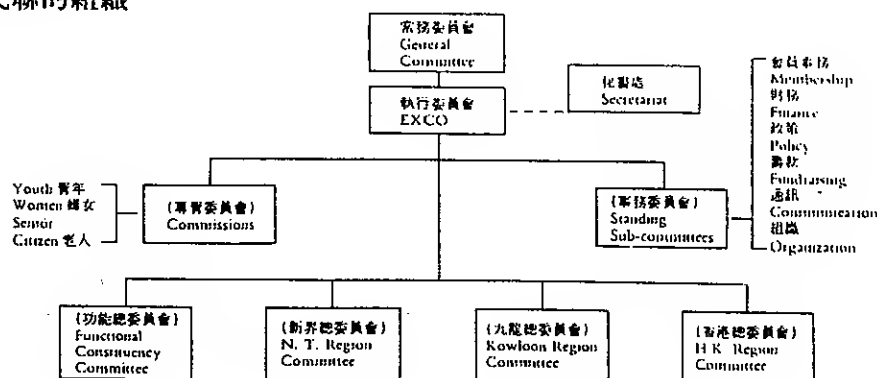 聯的組織
常務委員會
General
Committee
執行委員會
EXCO
秘書處
Secretariat
會員事務
Membership
財務
Finance
政策
Policy
籌款
Fundraising
通訊
Communication
組織
Organization
Youth 青年
Women 婦女
Senior
Citizen 老人
(專責委員會)
Commissions
(常務委員會)
Standing
Sub-committees
(功能總委員會)
Functional
Constituency
Committee
(新界總委員會)
N. T. Region
Committee
(九龍總委員會)
Kowloon Region
Committee
(香港總委員會)
H.K. Region
Committee